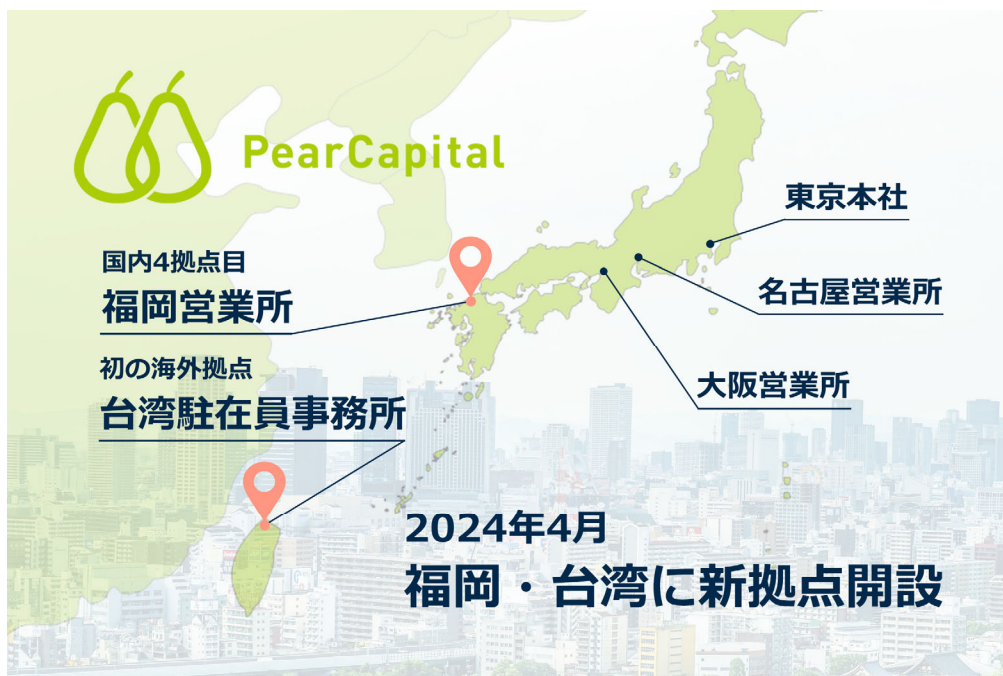 PearCapital
東京本社
国内4拠点目
福岡営業所
名古屋営業所
初の海外拠点
台湾駐在員事務所
大阪営業所
2024年4月
福岡・台湾に新拠点開設